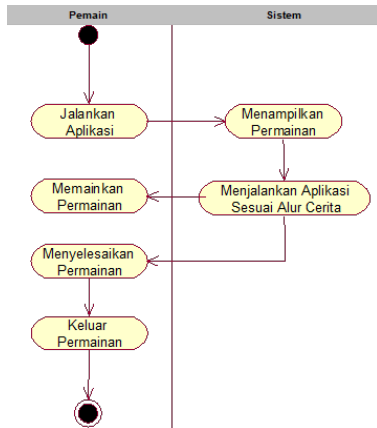 Pemain
Sistem
Jalankan
Aplikasi
Menampilkan
Permainan
Memainkan
Permainan
Menjalankan Aplikasi
Sesuai Alur Cerita
Menyelesaikan
Permainan
Keluar
Permainan